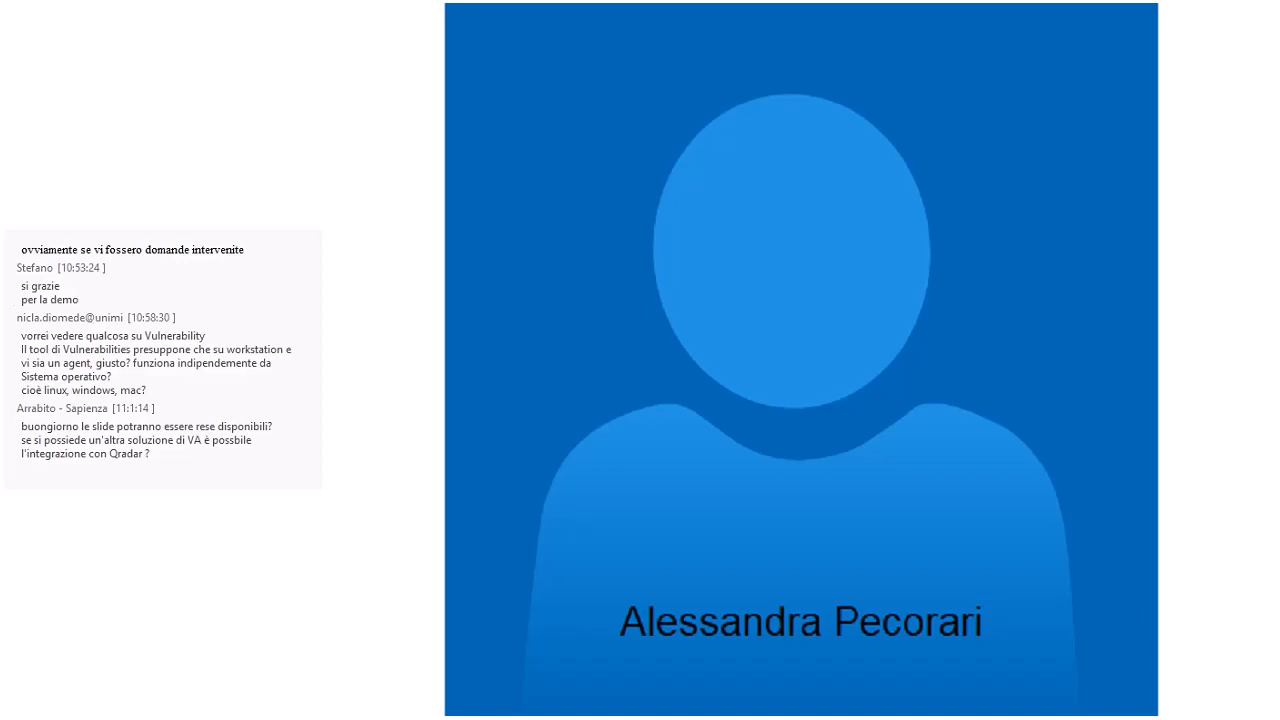 ovviamente se vi fossero domande intervenite
Stefano [10:53:24 ]
si grazie
per la demo
nicla.diomede@unimi [10:58:30 ]
vorrei vedere qualcosa su Vulnerability
Il tool di Vulnerabilities presuppone che su workstation e
vi sia un agent, giusto? funziona indipendemente da
Sistema operativo?
cioè linux, windows, mac?
Arrabito - Sapienza [11:1:14 ]
buongiorno le slide potranno essere rese disponibili?
se si possiede un'altra soluzione di VA è possbile
l'integrazione con Qradar ?
Alessandra Pecorari